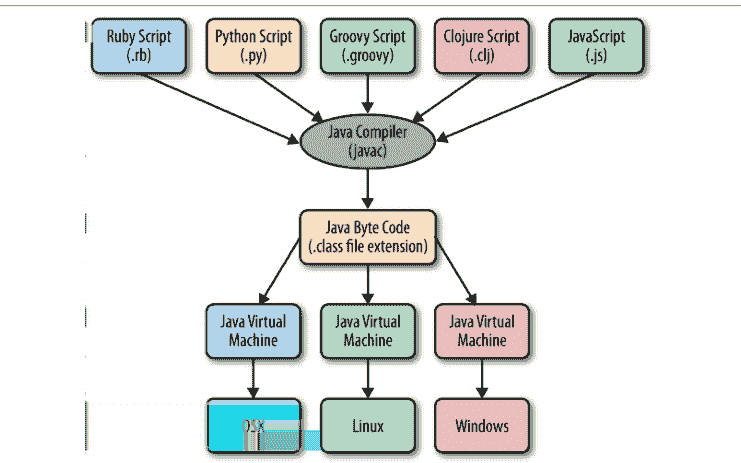 Ruby Script
(.rb)
Python Script
(.py)
Groovy Script
(.groovy)
Clojure Script
(.clj)
JavaScript
(.js)
Java Compiler
(javac)
Java Byte Code
(.class file extension)
Java Virtual
Machine
Java Virtual
Machine
Java Virtual
Machine
OSX
Linux
Windows